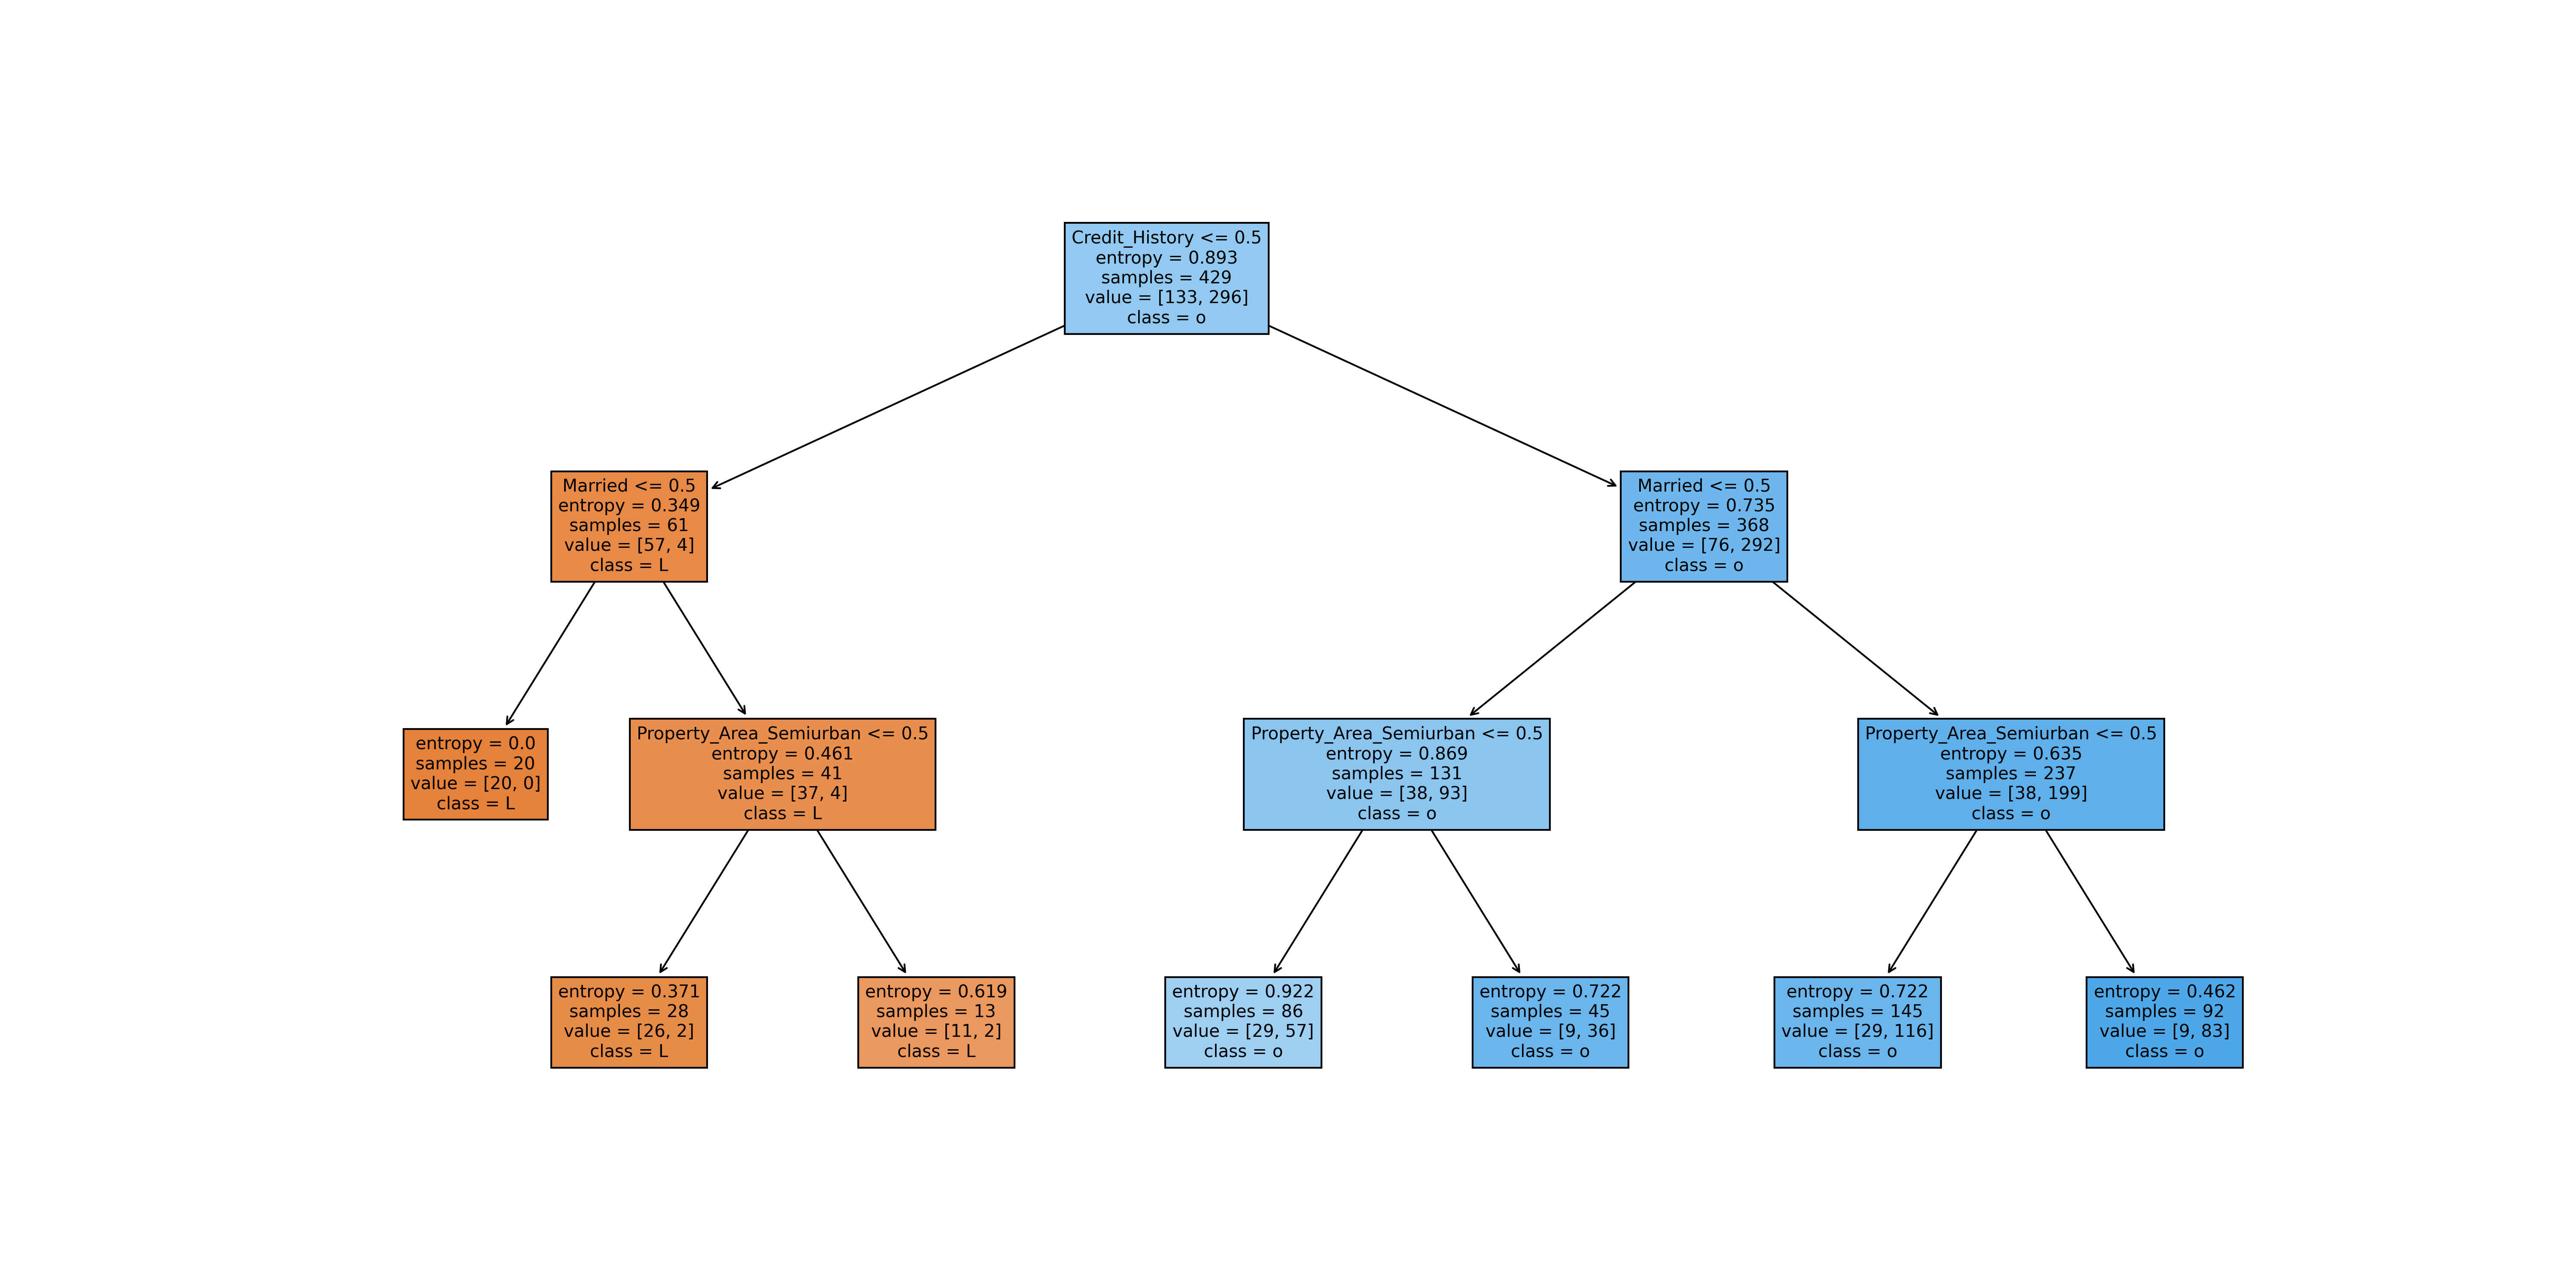 Credit_History <= 0.5
entropy = 0.893
samples = 429
value = [133, 296]
class = o
Married <= 0.5
entropy = 0.349
samples = 61
value = [57, 4]
class = L
Married <= 0.5
entropy = 0.735
samples = 368
value = [76, 292]
class = o
entropy = 0.0
samples = 20
value = [20, 0]
class = L
Property_Area_Semiurban <= 0.5
entropy = 0.461
samples = 41
value = [37, 4]
class = L
Property_Area_Semiurban <= 0.5
entropy = 0.869
samples = 131
value = [38, 93]
class = o
Property_Area_Semiurban <= 0.5
entropy = 0.635
samples = 237
value = [38, 199]
class = o
entropy = 0.371
samples = 28
value = [26, 2]
class = L
entropy = 0.619
samples = 13
value = [11, 2]
class = L
entropy = 0.922
samples = 86
value = [29, 57]
class = o
entropy = 0.722
samples = 45
value = [9, 36]
class = o
entropy = 0.722
samples = 145
value = [29, 116]
class = o
entropy = 0.462
samples = 92
value = [9, 83]
class = o